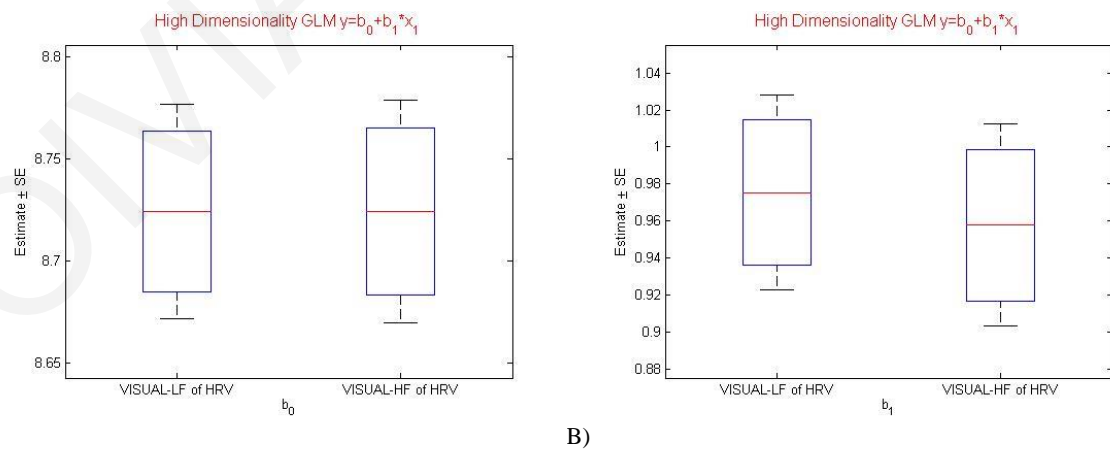 High Dimensionality GLM y=b0+b1*x1
8.8
8.75
8.7
8.65
Estimate ± SE
VISUAL-LF of HRV VISUAL-HF of HRV
b0
High Dimensionality GLM y=b0+b1*x1
1.04
1.02
1
0.98
0.96
0.94
0.92
0.9
0.88
Estimate ± SE
VISUAL-LF of HRV VISUAL-HF of HRV
b1
B)